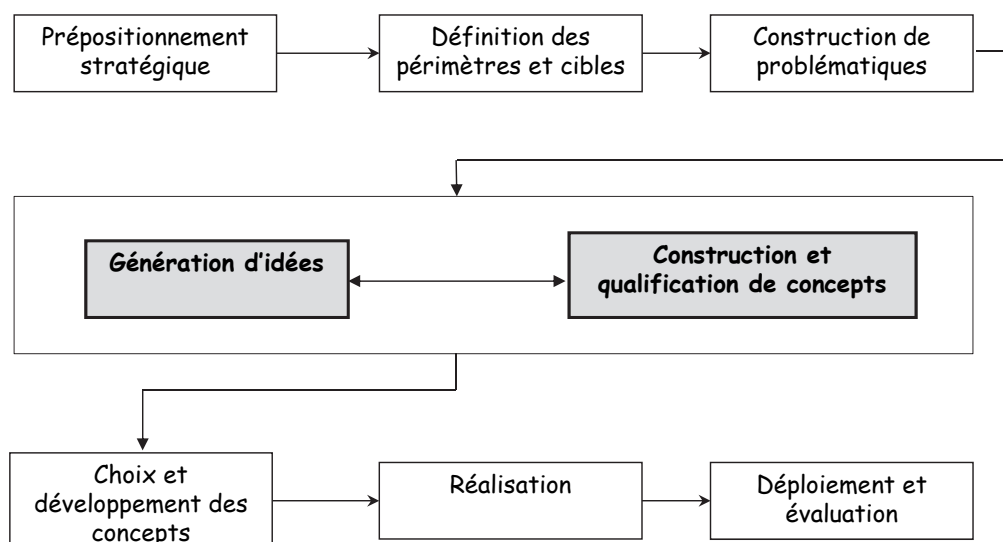 Prépositionnement
stratégique
Définition des
périmètres et cibles
Construction de
problématiques
Génération d’idées
Construction et
qualification de concepts
Choix et
développement des
concepts
Réalisation
Déploiement et
évaluation